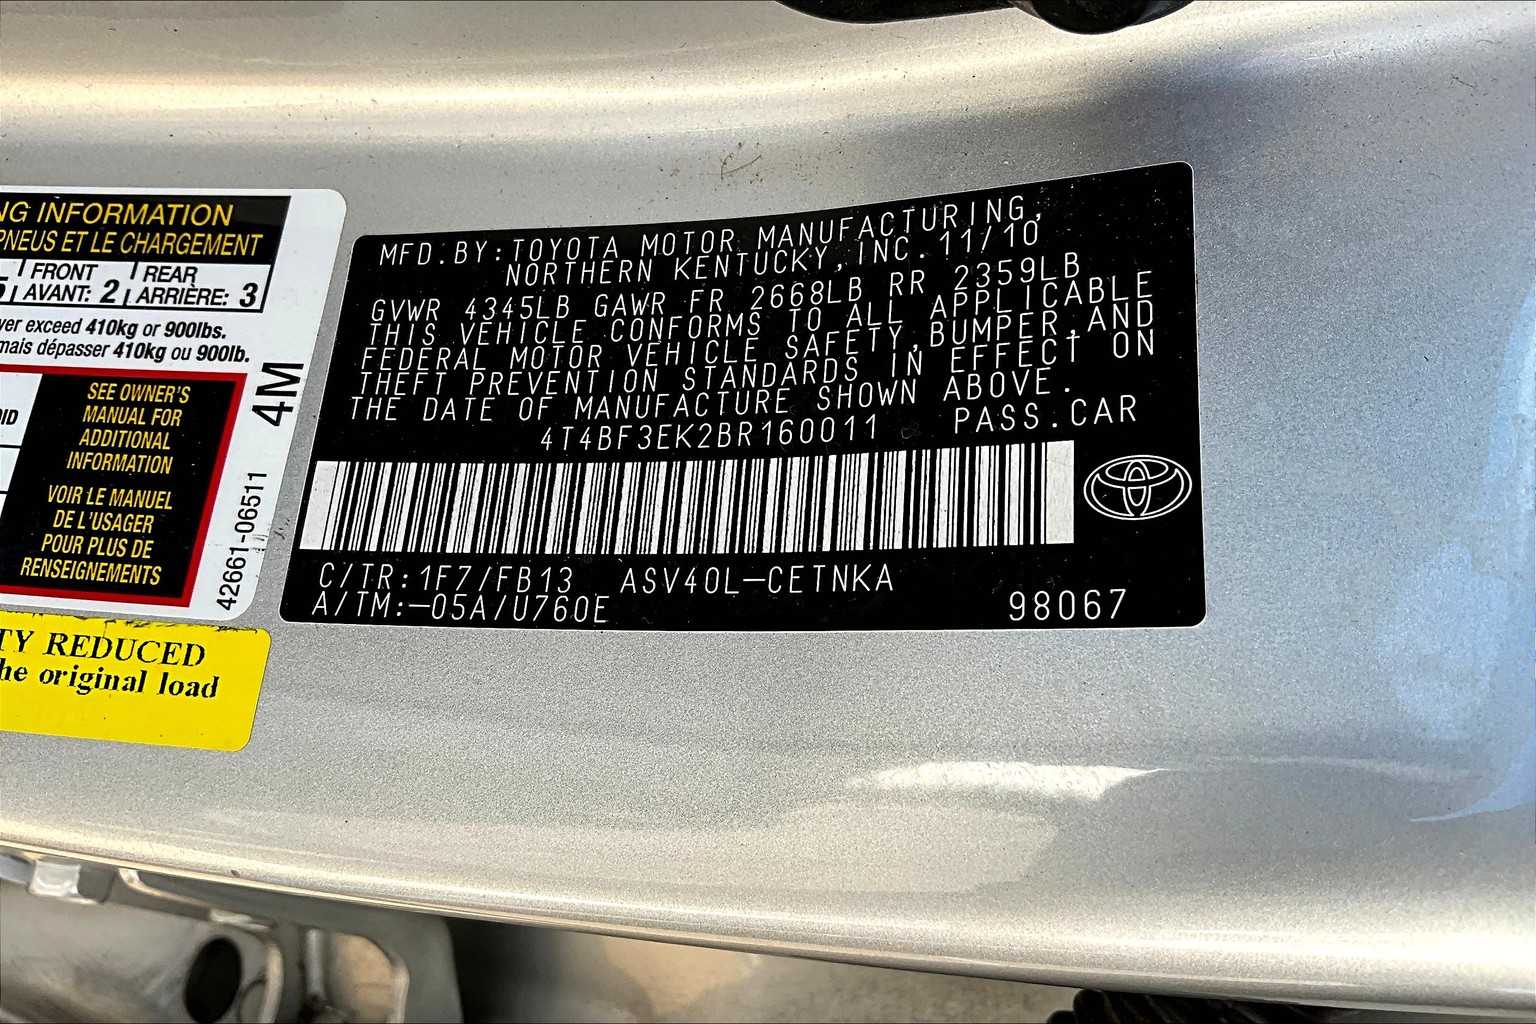 NG INFORMATION
PNEUS ET LE CHARGEMENT
5 FRONT AVANT: 2 REAR ARRIÈRE: 3
ver exceed 410kg or 900lbs.
mais dépasser 410kg ou 900lb.
SEE OWNER'S
MANUAL FOR
ADDITIONAL
INFORMATION
VOIR LE MANUEL
DE L'USAGER
POUR PLUS DE
RENSEIGNEMENTS
4M
42661-06511
TY REDUCED
he original load
MFD.BY:TOYOTA MOTOR MANUFACTURING,
NORTHERN KENTUCKY,INC. 11/10
GVWR 4345LB GAWR FR 2668LB RR 2359LB
THIS VEHICLE CONFORMS TO ALL APPLICABLE
FEDERAL MOTOR VEHICLE SAFETY,BUMPER,AND
THEFT PREVENTION STANDARDS IN EFFECT ON
THE DATE OF MANUFACTURE SHOWN ABOVE.
4T4BF3EK2BR160011 PASS.CAR
C/TR:1F7/FB13 ASV40L-CETNKA
A/TM:-05A/U760E 98067